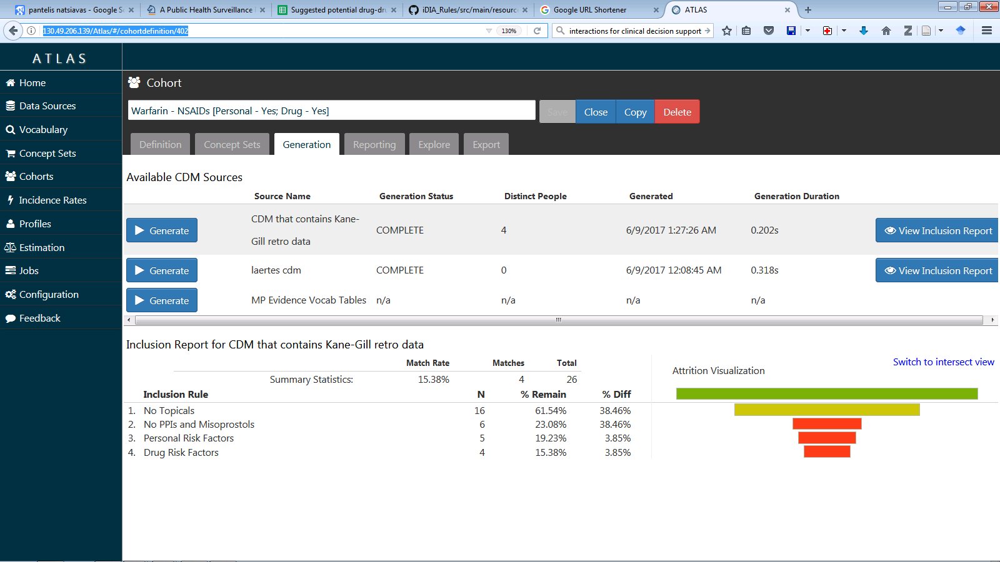 pantelis natsiavas - Google S
A Public Health Surveillance
Suggested potential drug-dr
iDIA_Rules/src/main/resourc
Google URL Shortener
ATLAS
130.49.206.139/Atlas/#/cohortdefinition/402
130%
interactions for clinical decision support
ATLAS
Home
Data Sources
Vocabulary
Concept Sets
Cohorts
Incidence Rates
Profiles
Estimation
Jobs
Configuration
Feedback
Cohort
Warfarin - NSAIDs [Personal - Yes; Drug - Yes]
Save Close Copy Delete
Definition Concept Sets Generation Reporting Explore Export
Available CDM Sources
Source Name Generation Status Distinct People Generated Generation Duration
Generate CDM that contains Kane-Gill retro data COMPLETE 4 6/9/2017 1:27:26 AM 0.202s View Inclusion Report
Generate laertes cdm COMPLETE 0 6/9/2017 12:08:45 AM 0.318s View Inclusion Report
Generate MP Evidence Vocab Tables n/a n/a n/a n/a
Inclusion Report for CDM that contains Kane-Gill retro data
Match Rate Matches Total
Summary Statistics: 15.38% 4 26
Inclusion Rule N % Remain % Diff
1. No Topicals 16 61.54% 38.46%
2. No PPIs and Misoprostols 6 23.08% 38.46%
3. Personal Risk Factors 5 19.23% 3.85%
4. Drug Risk Factors 4 15.38% 3.85%
Switch to intersect view
Attrition Visualization